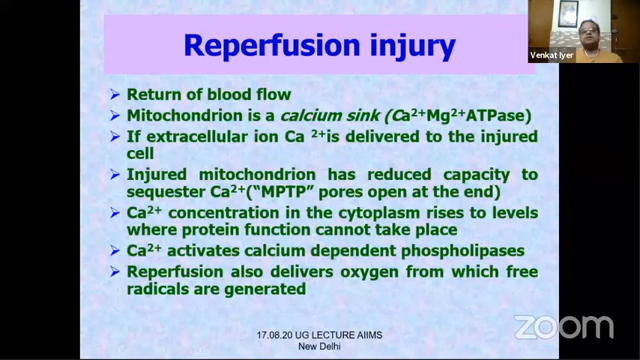 Reperfusion injury
Venkat Iyer
➢ Return of blood flow
➢ Mitochondrion is a calcium sink (Ca²⁺Mg²⁺ATPase)
➢ If extracellular ion Ca ²⁺is delivered to the injured
cell
➢ Injured mitochondrion has reduced capacity to
sequester Ca²⁺(“MPTP” pores open at the end)
➢ Ca²⁺ concentration in the cytoplasm rises to levels
where protein function cannot take place
➢ Ca²⁺ activates calcium dependent phospholipases
➢ Reperfusion also delivers oxygen from which free
radicals are generated
17.08.20 UG LECTURE AIIMS
New Delhi
zoom